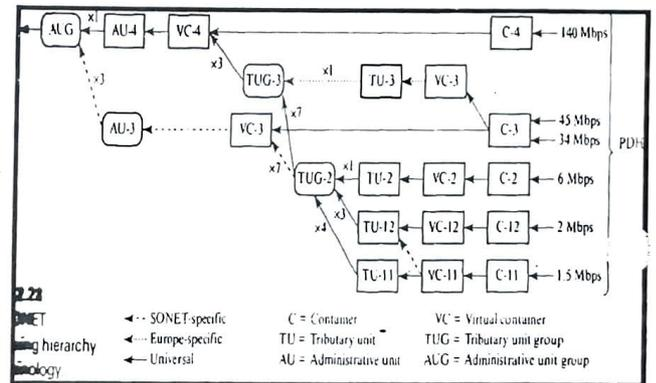 x1
AUG AU-4 VC-4 C-4 140 Mbps
x3 x3
TUG-3 x1 TU-3 VC-3
x7
AU-3 VC-3 C-3 45 Mbps
34 Mbps
PDH
x7
TUG-2 x1 TU-2 VC-2 C-2 6 Mbps
x3
x4 TU-12 VC-12 C-12 2 Mbps
TU-11 VC-11 C-11 1.5 Mbps
SONET-specific C = Container VC = Virtual container
hierarchy Europe-specific TU = Tributary unit TUG = Tributary unit group
Universal AU = Administrative unit AUG = Administrative unit group